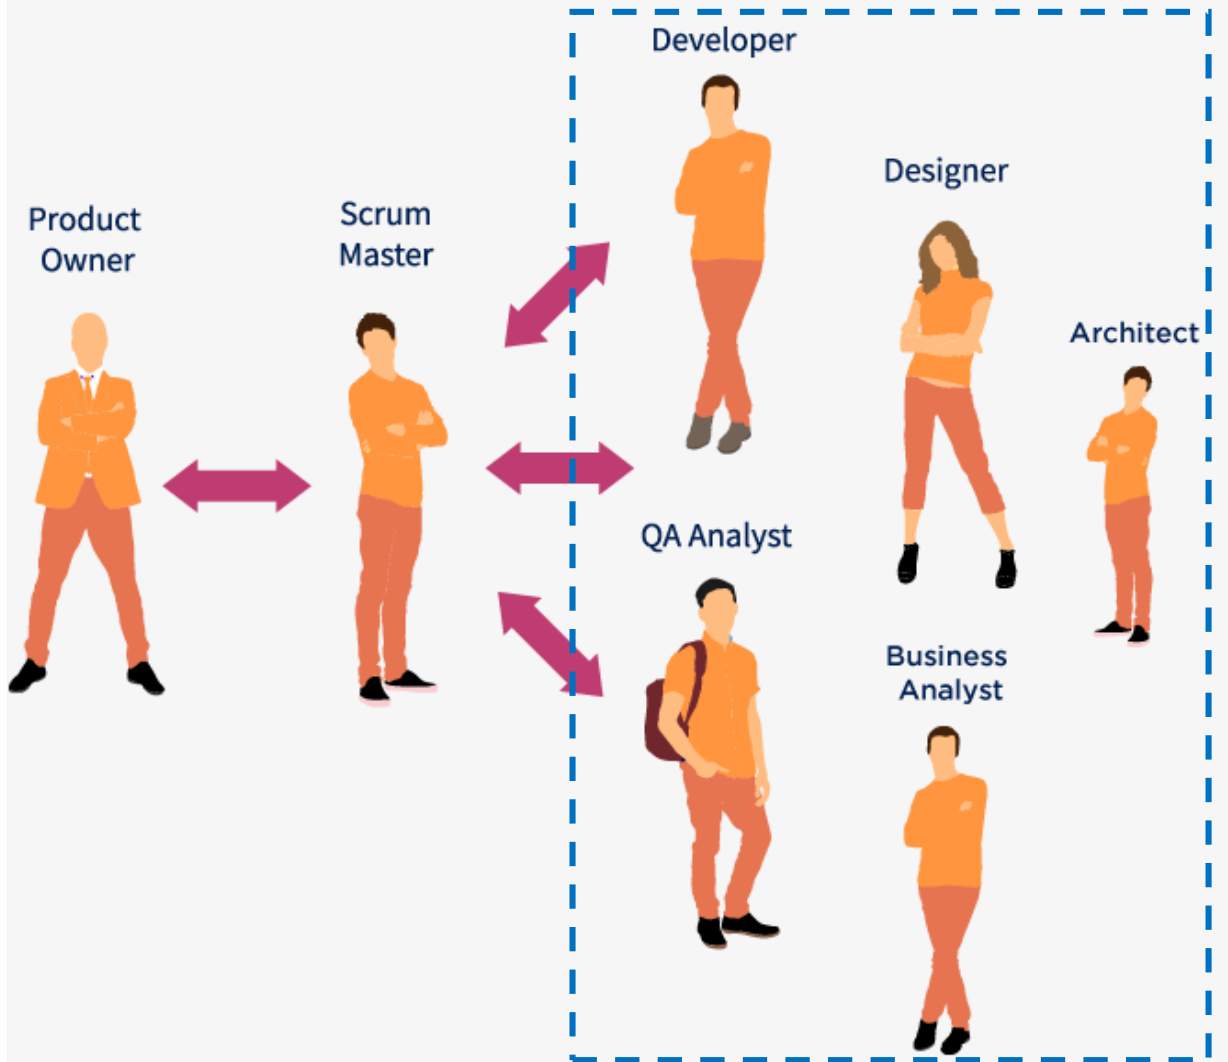 Developer
Designer
Product
Owner
Scrum
Master
Architect
QA Analyst
Business
Analyst